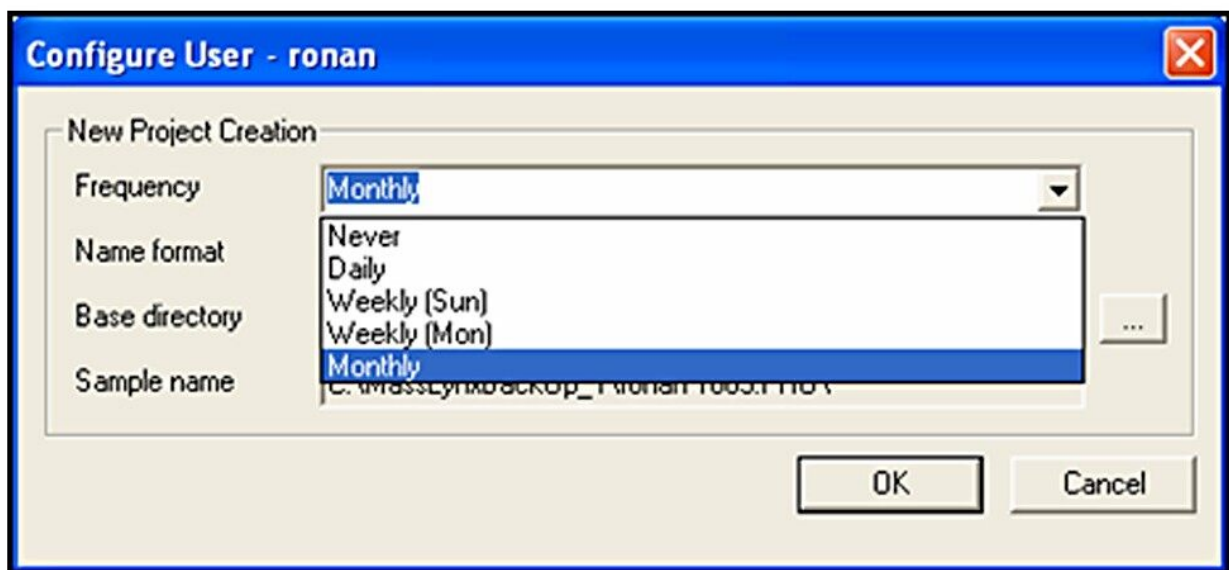 Configure User - ronan
New Project Creation
Frequency
Monthly
Never
Daily
Name format
Weekly (Sun)
Base directory
Weekly (Mon)
...
Monthly
Sample name
OK
Cancel